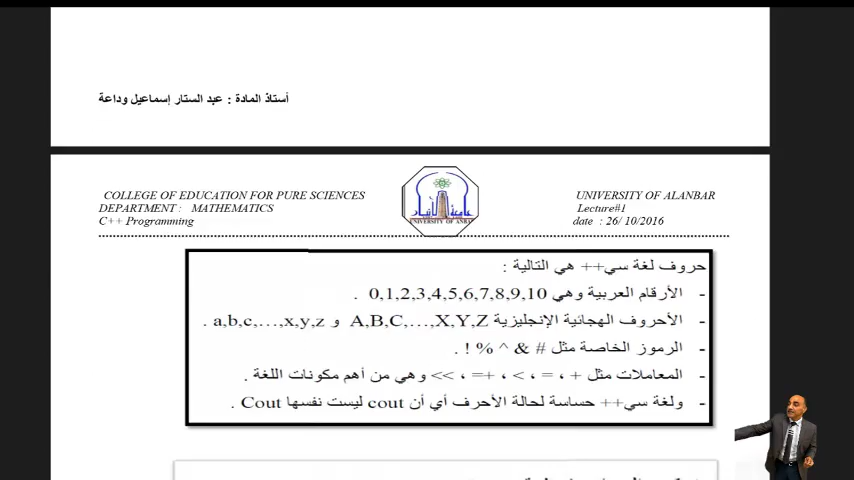 أستاذ المادة : عبد الستار إسماعيل وداعة
COLLEGE OF EDUCATION FOR PURE SCIENCES
UNIVERSITY OF ALANBAR
DEPARTMENT : MATHEMATICS
Lecture#1
C++ Programming
date : 26/ 10/2016
حروف لغة سي++ هي التالية :
- الأرقام العربية وهي 0,1,2,3,4,5,6,7,8,9,10 .
- الأحروف الهجائية الإنجليزية A,B,C,…,X,Y,Z و a,b,c,…,x,y,z .
- الرموز الخاصة مثل # & ^ % ! .
- المعاملات مثل + ، = ، < ، += ، >> وهي من أهم مكونات اللغة .
- ولغة سي++ حساسة لحالة الأحرف أي أن cout ليست نفسها Cout .